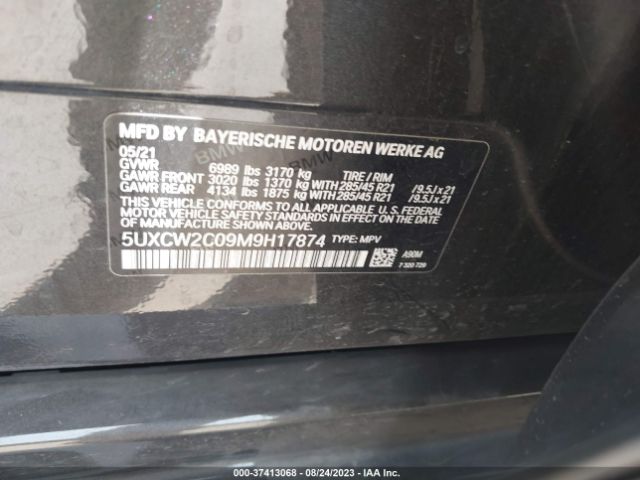 MFD BY BAYERISCHE MOTOREN WERKE AG
05/21
GVWR 6989 lbs 3170 kg TIRE / RIM
GAWR FRONT 3020 lbs 1370 kg WITH 285/45 R21 / 9.5J x 21
GAWR REAR 4134 lbs 1875 kg WITH 285/45 R21 / 9.5J x 21
THIS VEHICLE CONFORMS TO ALL APPLICABLE U. S. FEDERAL
MOTOR VEHICLE SAFETY STANDARDS IN EFFECT ON THE DATE OF
MANUFACTURE SHOWN ABOVE.
5UXCW2C09M9H17874 TYPE: MPV
A90M
7 320 729
000-37413068 - 08/24/2023 - IAA Inc.